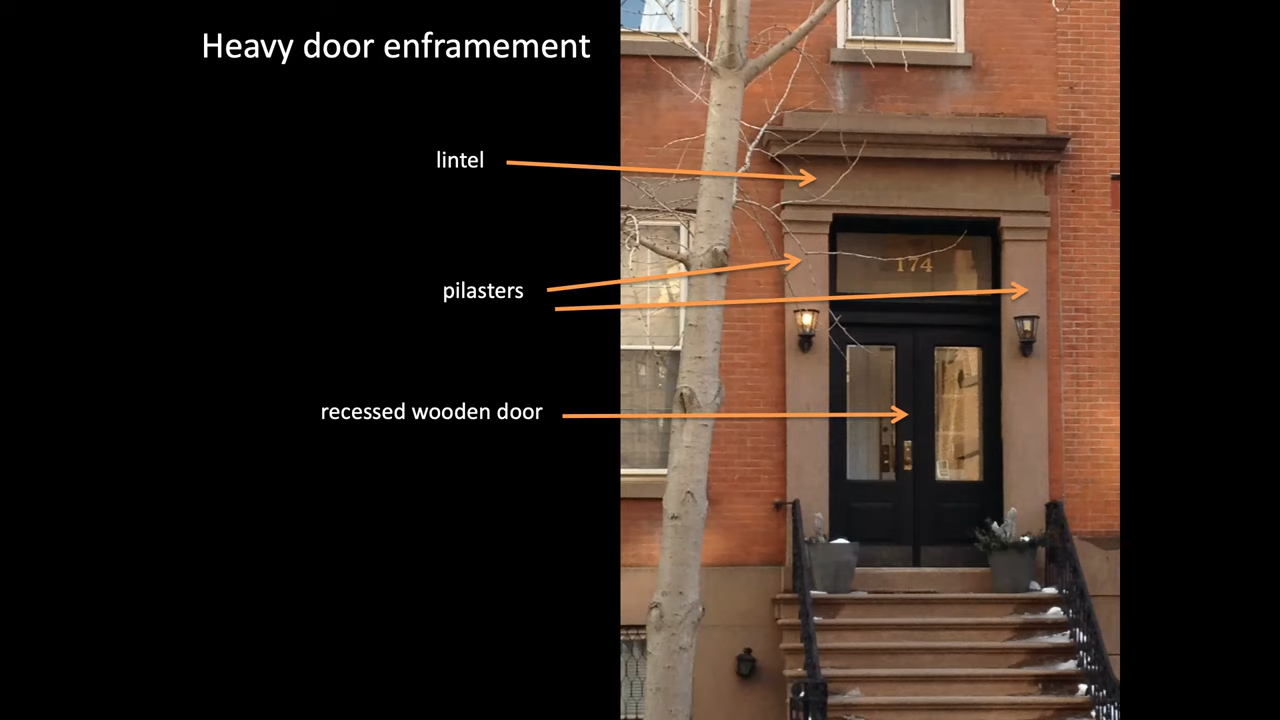 Heavy door enframement
lintel
174
pilasters
recessed wooden door